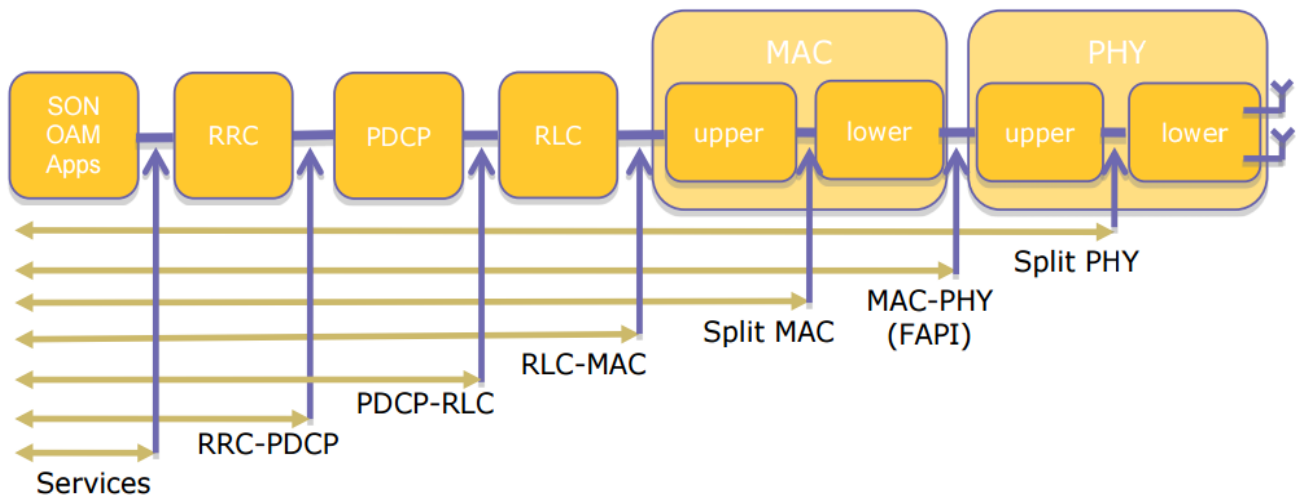 MAC
PHY
SON
OAM
Apps
RRC
PDCP
RLC
upper
lower
upper
lower
Split PHY
MAC-PHY
(FAPI)
Split MAC
RLC-MAC
PDCP-RLC
RRC-PDCP
Services